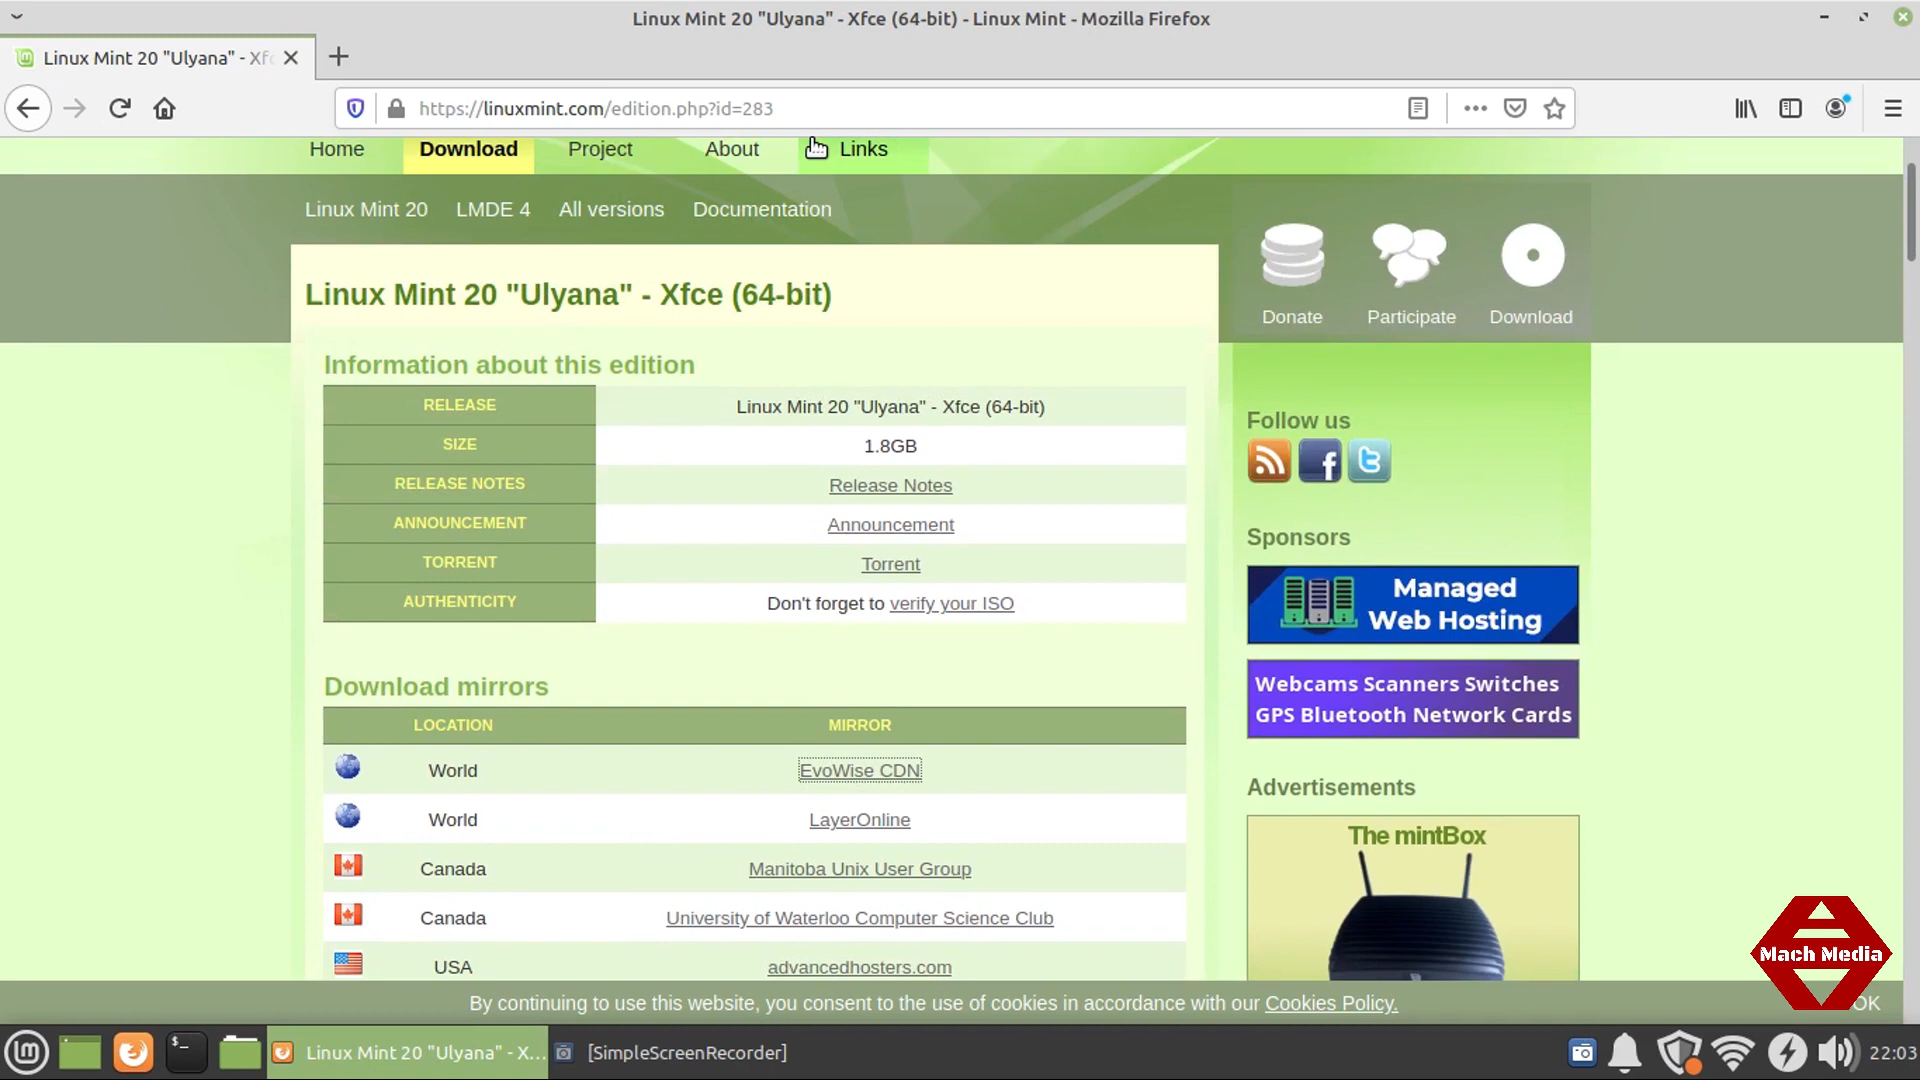 Linux Mint 20 "Ulyana" - Xfce (64-bit) - Linux Mint - Mozilla Firefox
Linux Mint 20 "Ulyana" - Xfc
https://linuxmint.com/edition.php?id=283
Home Download Project About Links
Linux Mint 20 LMDE 4 All versions Documentation
Donate Participate Download
Linux Mint 20 "Ulyana" - Xfce (64-bit)
Information about this edition
RELEASE Linux Mint 20 "Ulyana" - Xfce (64-bit)
SIZE 1.8GB
RELEASE NOTES Release Notes
ANNOUNCEMENT Announcement
TORRENT Torrent
AUTHENTICITY Don't forget to verify your ISO
Download mirrors
LOCATION MIRROR
World EvoWise CDN
World LayerOnline
Canada Manitoba Unix User Group
Canada University of Waterloo Computer Science Club
USA advancedhosters.com
Follow us
Sponsors
Managed
Web Hosting
Webcams Scanners Switches
GPS Bluetooth Network Cards
Advertisements
The mintBox
Mach Media
By continuing to use this website, you consent to the use of cookies in accordance with our Cookies Policy. OK
Linux Mint 20 "Ulyana" - X... [SimpleScreenRecorder] 22:03